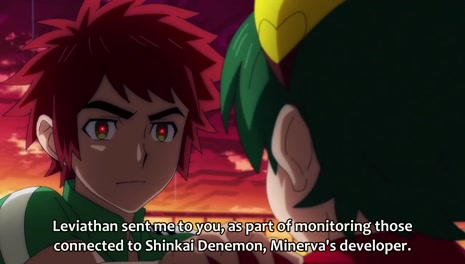 Leviathan sent me to you, as part of monitoring those
connected to Shinkai Denemon, Minerva's developer.